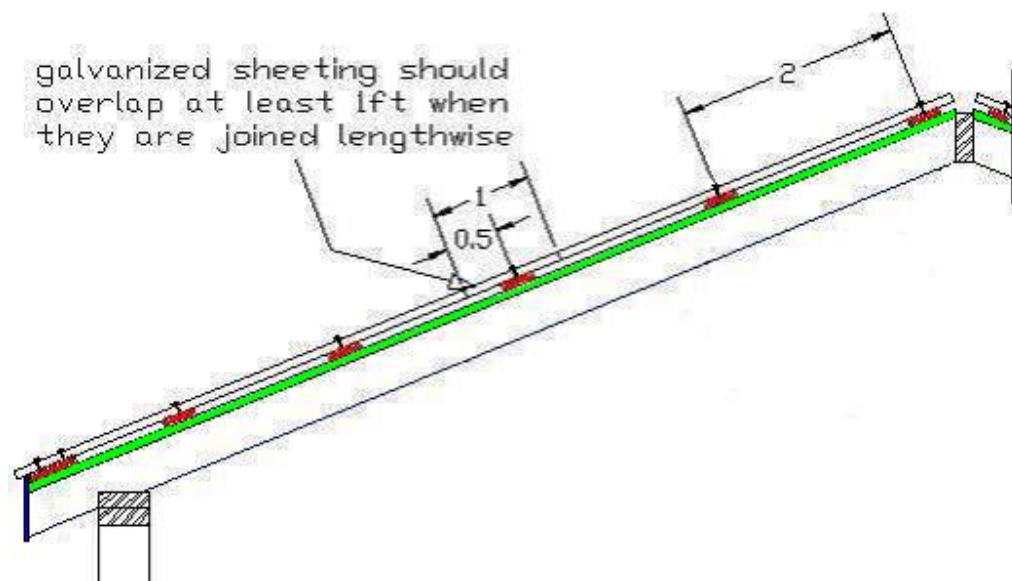 galvanized sheeting should
overlap at least 1ft when
they are joined lengthwise
2
1
0.5